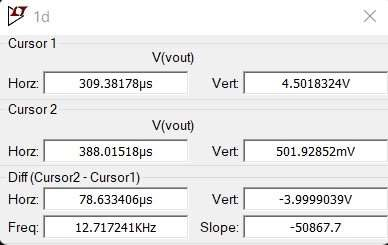 1d
Cursor 1
V(vout)
Horz: 309.38178µs Vert: 4.5018324V
Cursor 2
V(vout)
Horz: 388.01518µs Vert: 501.92852mV
Diff (Cursor2 - Cursor1)
Horz: 78.633406µs Vert: -3.9999039V
Freq: 12.717241KHz Slope: -50867.7